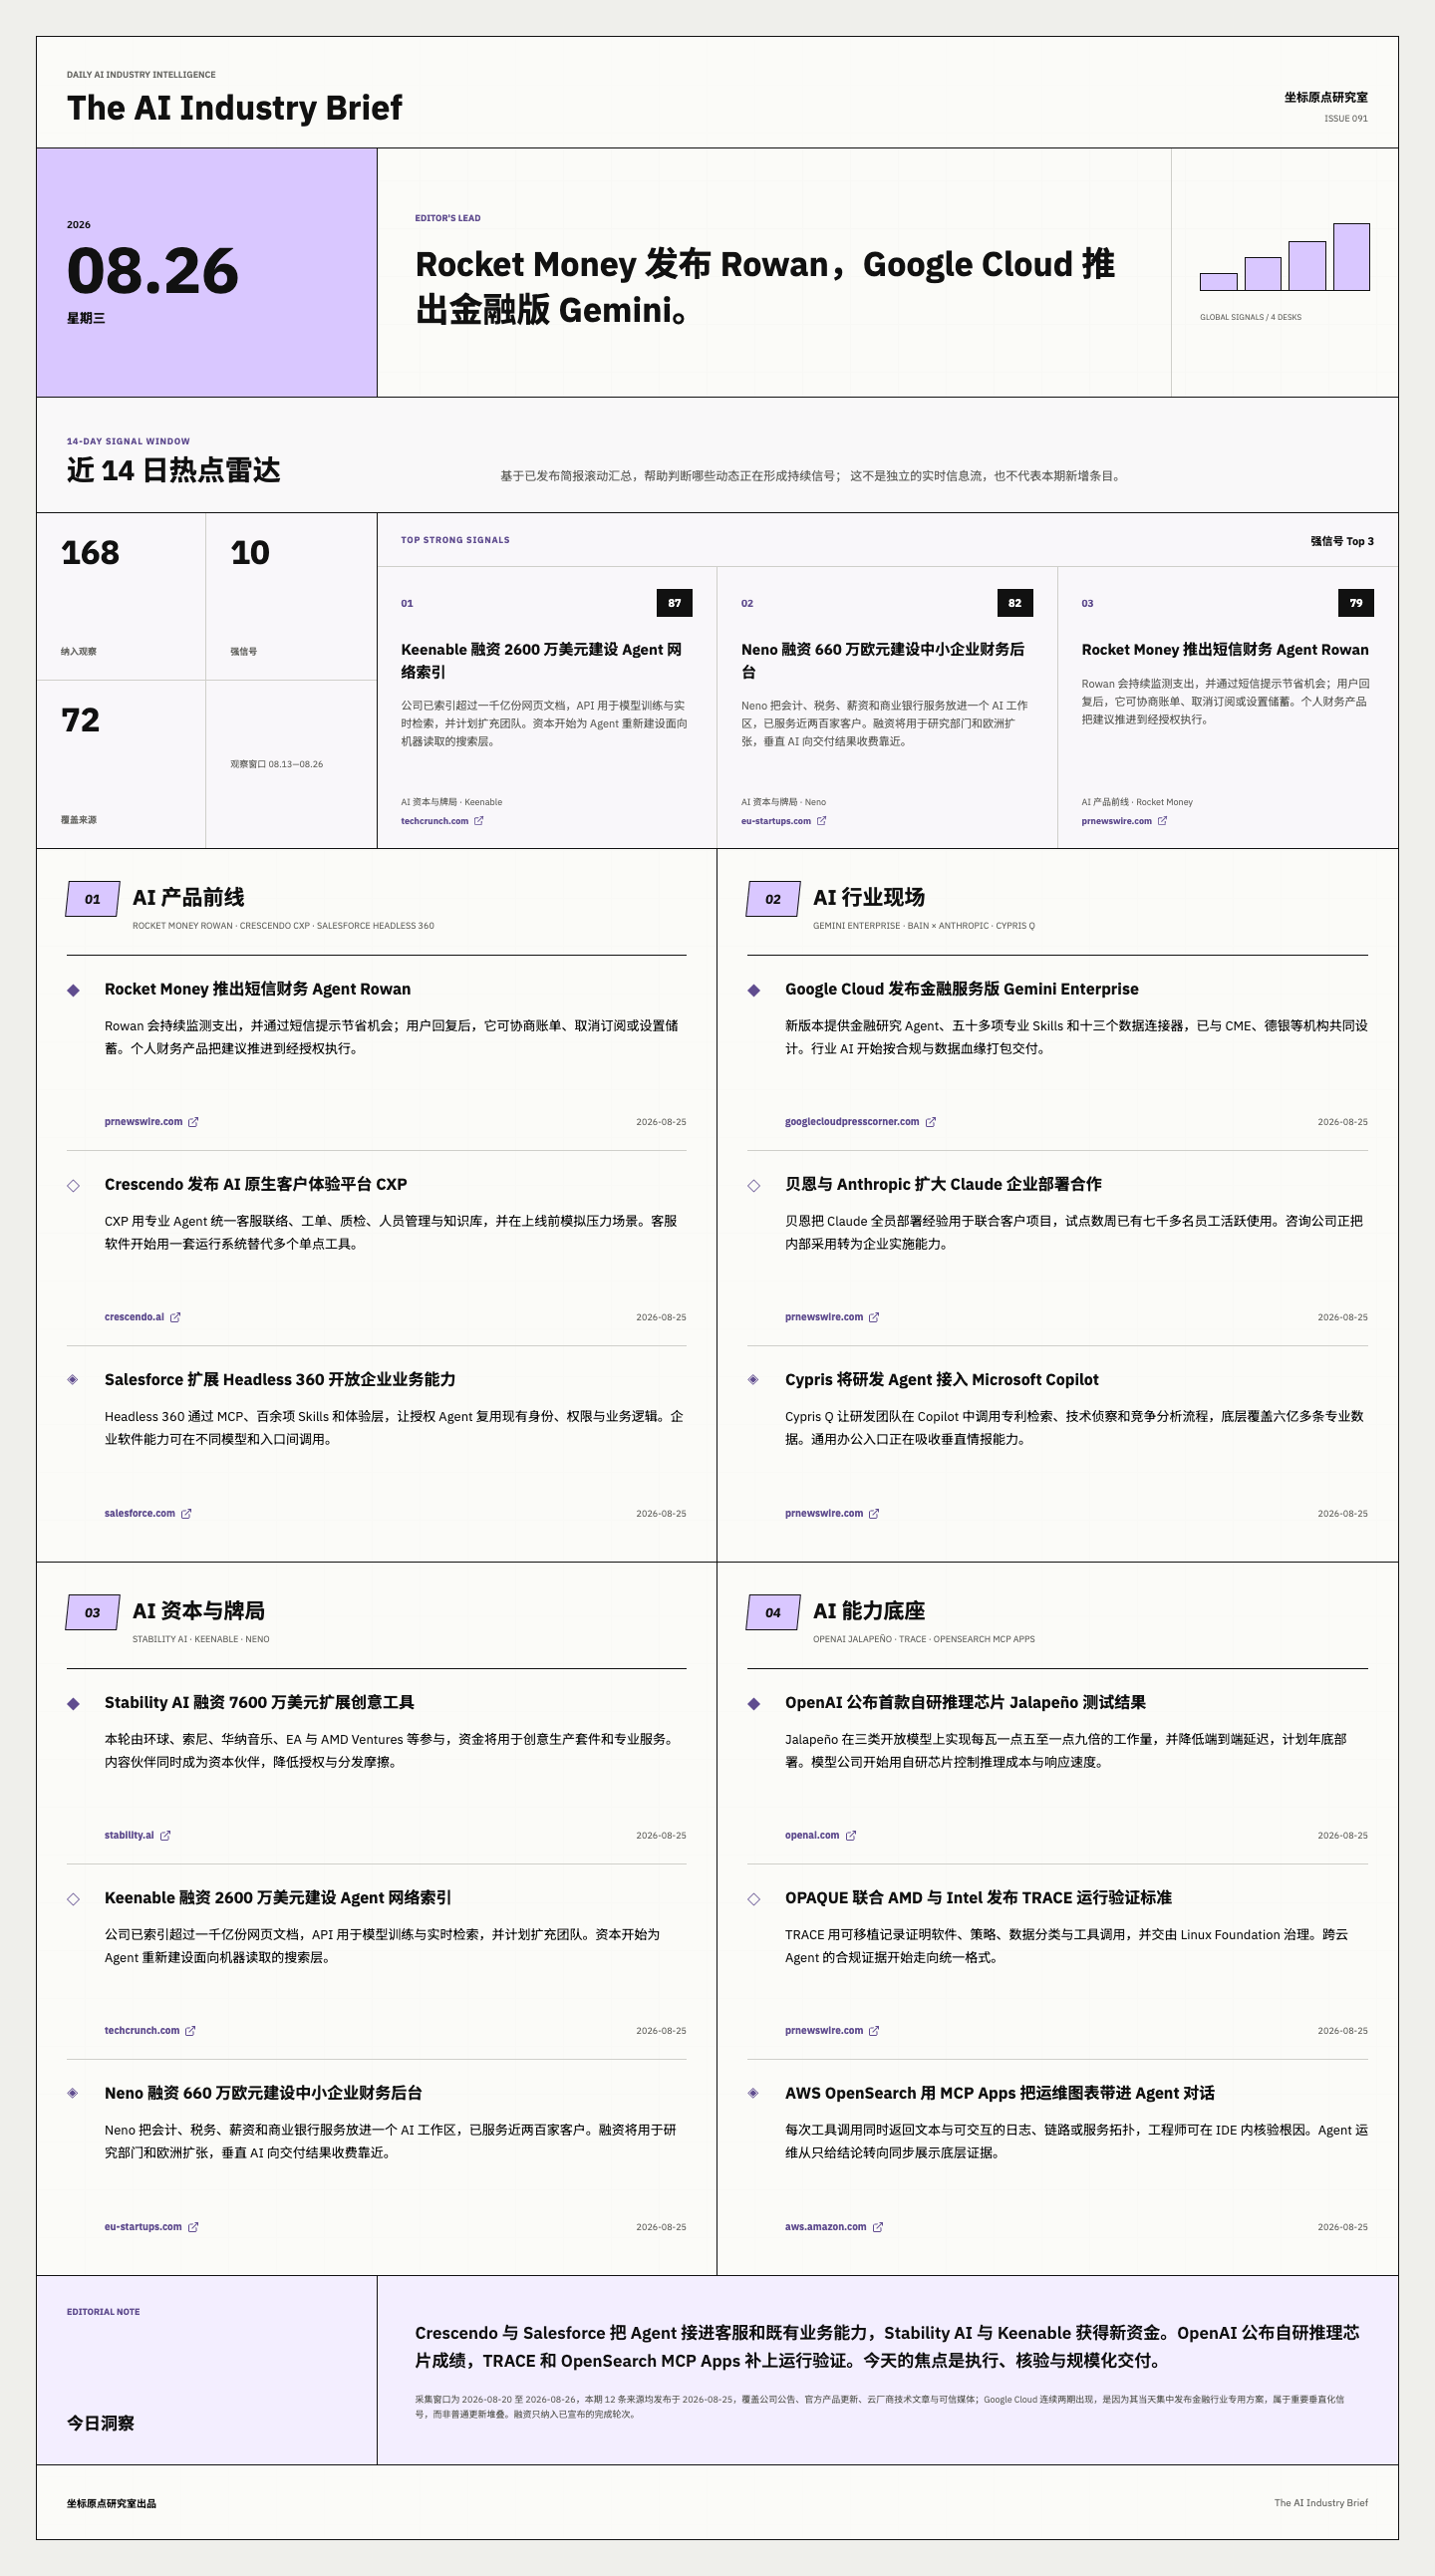 DAILY AI INDUSTRY INTELLIGENCE
The AI Industry Brief
坐标原点研究室
ISSUE 091
2026
08.26
星期三
EDITOR'S LEAD
Rocket Money 发布 Rowan，Google Cloud 推
出金融版 Gemini。
GLOBAL SIGNALS / 4 DESKS
14-DAY SIGNAL WINDOW
近 14 日热点雷达
基于已发布简报滚动汇总，帮助判断哪些动态正在形成持续信号； 这不是独立的实时信息流，也不代表本期新增条目。
168
纳入观察
10
强信号
72
覆盖来源
观察窗口 08.13—08.26
TOP STRONG SIGNALS
强信号 Top 3
01
87
Keenable 融资 2600 万美元建设 Agent 网
络索引
公司已索引超过一千亿份网页文档，API 用于模型训练与实
时检索，并计划扩充团队。资本开始为 Agent 重新建设面向
机器读取的搜索层。
AI 资本与牌局 · Keenable
techcrunch.com
02
82
Neno 融资 660 万欧元建设中小企业财务后
台
Neno 把会计、税务、薪资和商业银行服务放进一个 AI 工作
区，已服务近两百家客户。融资将用于研究部门和欧洲扩
张，垂直 AI 向交付结果收费靠近。
AI 资本与牌局 · Neno
eu-startups.com
03
79
Rocket Money 推出短信财务 Agent Rowan
Rowan 会持续监测支出，并通过短信提示节省机会；用户回
复后，它可协商账单、取消订阅或设置储蓄。个人财务产品
把建议推进到经授权执行。
AI 产品前线 · Rocket Money
prnewswire.com
01
AI 产品前线
ROCKET MONEY ROWAN · CRESCENDO CXP · SALESFORCE HEADLESS 360
Rocket Money 推出短信财务 Agent Rowan
Rowan 会持续监测支出，并通过短信提示节省机会；用户回复后，它可协商账单、取消订阅或设置储
蓄。个人财务产品把建议推进到经授权执行。
prnewswire.com
2026-08-25
Crescendo 发布 AI 原生客户体验平台 CXP
CXP 用专业 Agent 统一客服联络、工单、质检、人员管理与知识库，并在上线前模拟压力场景。客服
软件开始用一套运行系统替代多个单点工具。
crescendo.ai
2026-08-25
Salesforce 扩展 Headless 360 开放企业业务能力
Headless 360 通过 MCP、百余项 Skills 和体验层，让授权 Agent 复用现有身份、权限与业务逻辑。企
业软件能力可在不同模型和入口间调用。
salesforce.com
2026-08-25
02
AI 行业现场
GEMINI ENTERPRISE · BAIN × ANTHROPIC · CYPRIS Q
Google Cloud 发布金融服务版 Gemini Enterprise
新版本提供金融研究 Agent、五十多项专业 Skills 和十三个数据连接器，已与 CME、德银等机构共同设
计。行业 AI 开始按合规与数据血缘打包交付。
googlecloudpresscorner.com
2026-08-25
贝恩与 Anthropic 扩大 Claude 企业部署合作
贝恩把 Claude 全员部署经验用于联合客户项目，试点数周已有七千多名员工活跃使用。咨询公司正把
内部采用转为企业实施能力。
prnewswire.com
2026-08-25
Cypris 将研发 Agent 接入 Microsoft Copilot
Cypris Q 让研发团队在 Copilot 中调用专利检索、技术侦察和竞争分析流程，底层覆盖六亿多条专业数
据。通用办公入口正在吸收垂直情报能力。
prnewswire.com
2026-08-25
03
AI 资本与牌局
STABILITY AI · KEENABLE · NENO
Stability AI 融资 7600 万美元扩展创意工具
本轮由环球、索尼、华纳音乐、EA 与 AMD Ventures 等参与，资金将用于创意生产套件和专业服务。
内容伙伴同时成为资本伙伴，降低授权与分发摩擦。
stability.ai
2026-08-25
Keenable 融资 2600 万美元建设 Agent 网络索引
公司已索引超过一千亿份网页文档，API 用于模型训练与实时检索，并计划扩充团队。资本开始为
Agent 重新建设面向机器读取的搜索层。
techcrunch.com
2026-08-25
Neno 融资 660 万欧元建设中小企业财务后台
Neno 把会计、税务、薪资和商业银行服务放进一个 AI 工作区，已服务近两百家客户。融资将用于研
究部门和欧洲扩张，垂直 AI 向交付结果收费靠近。
eu-startups.com
2026-08-25
04
AI 能力底座
OPENAI JALAPEÑO · TRACE · OPENSEARCH MCP APPS
OpenAI 公布首款自研推理芯片 Jalapeño 测试结果
Jalapeño 在三类开放模型上实现每瓦一点五至一点九倍的工作量，并降低端到端延迟，计划年底部
署。模型公司开始用自研芯片控制推理成本与响应速度。
openai.com
2026-08-25
OPAQUE 联合 AMD 与 Intel 发布 TRACE 运行验证标准
TRACE 用可移植记录证明软件、策略、数据分类与工具调用，并交由 Linux Foundation 治理。跨云
Agent 的合规证据开始走向统一格式。
prnewswire.com
2026-08-25
AWS OpenSearch 用 MCP Apps 把运维图表带进 Agent 对话
每次工具调用同时返回文本与可交互的日志、链路或服务拓扑，工程师可在 IDE 内核验根因。Agent 运
维从只给结论转向同步展示底层证据。
aws.amazon.com
2026-08-25
EDITORIAL NOTE
今日洞察
Crescendo 与 Salesforce 把 Agent 接进客服和既有业务能力，Stability AI 与 Keenable 获得新资金。OpenAI 公布自研推理芯
片成绩，TRACE 和 OpenSearch MCP Apps 补上运行验证。今天的焦点是执行、核验与规模化交付。
采集窗口为 2026-08-20 至 2026-08-26，本期 12 条来源均发布于 2026-08-25，覆盖公司公告、官方产品更新、云厂商技术文章与可信媒体；Google Cloud 连续两期出现，是因为其当天集中发布金融行业专用方案，属于重要垂直化信
号，而非普通更新堆叠。融资只纳入已宣布的完成轮次。
坐标原点研究室出品
The AI Industry Brief